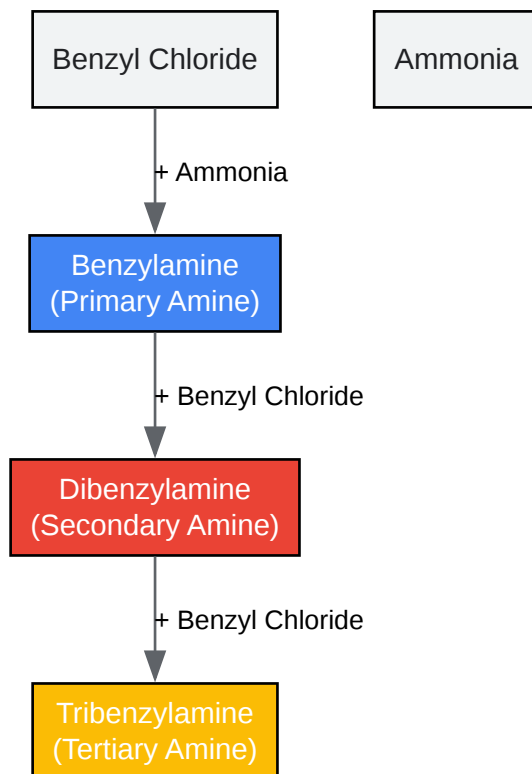 Benzyl Chloride
Ammonia
+ Ammonia
Benzylamine
(Primary Amine)
+ Benzyl Chloride
Dibenzylamine
(Secondary Amine)
+ Benzyl Chloride
Tribenzylamine
(Tertiary Amine)